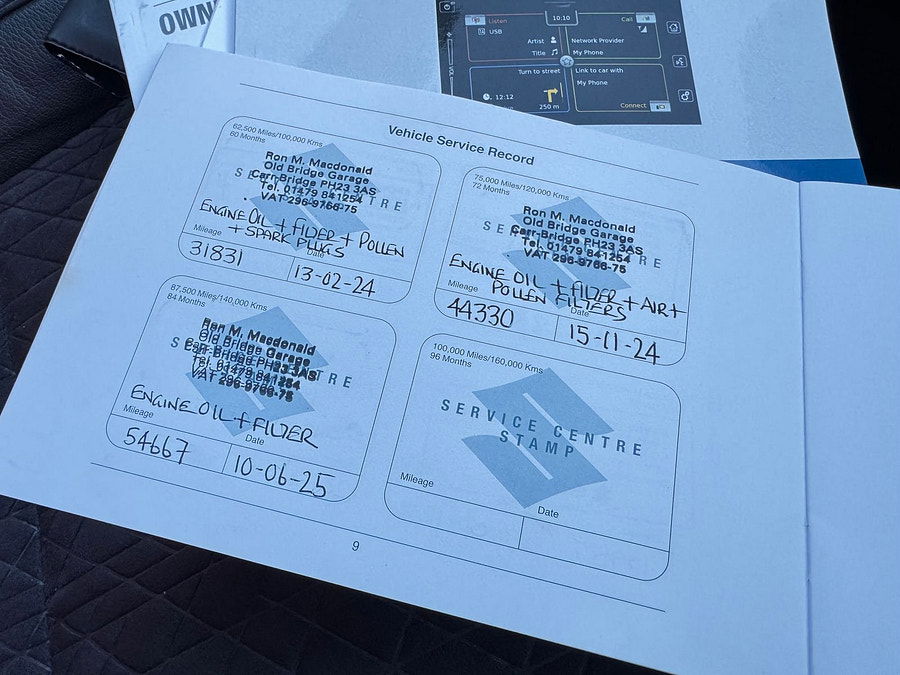 OWN
Listen
10:10
Call
USB
Artist
Network Provider
Title
My Phone
VOL
Turn to street
Link to car with
My Phone
12:12
250 m
Connect
Vehicle Service Record
62,500 Miles/100,000 Kms
60 Months
Ron M. Macdonald
Old Bridge Garage
Carr-Bridge PH23 3AS
Tel. 01479 841254
VAT 296-9766-75
ENGINE OIL + FILTER + POLLEN
+ SPARK PLUGS
Mileage
Date
31831
13-02-24
75,000 Miles/120,000 Kms
72 Months
Ron M. Macdonald
Old Bridge Garage
Carr-Bridge PH23 3AS
Tel. 01479 841254
VAT 296-9766-75
ENGINE OIL + FILTER + AIR +
POLLEN FILTERS
Mileage
Date
44330
15-11-24
87,500 Miles/140,000 Kms
84 Months
Ron M. Macdonald
Old Bridge Garage
Carr-Bridge PH23 3AS
Tel. 01479 841254
VAT 296-9766-75
ENGINE OIL + FILTER
Mileage
Date
54667
10-06-25
100,000 Miles/160,000 Kms
96 Months
SERVICE CENTRE
STAMP
Mileage
Date
9